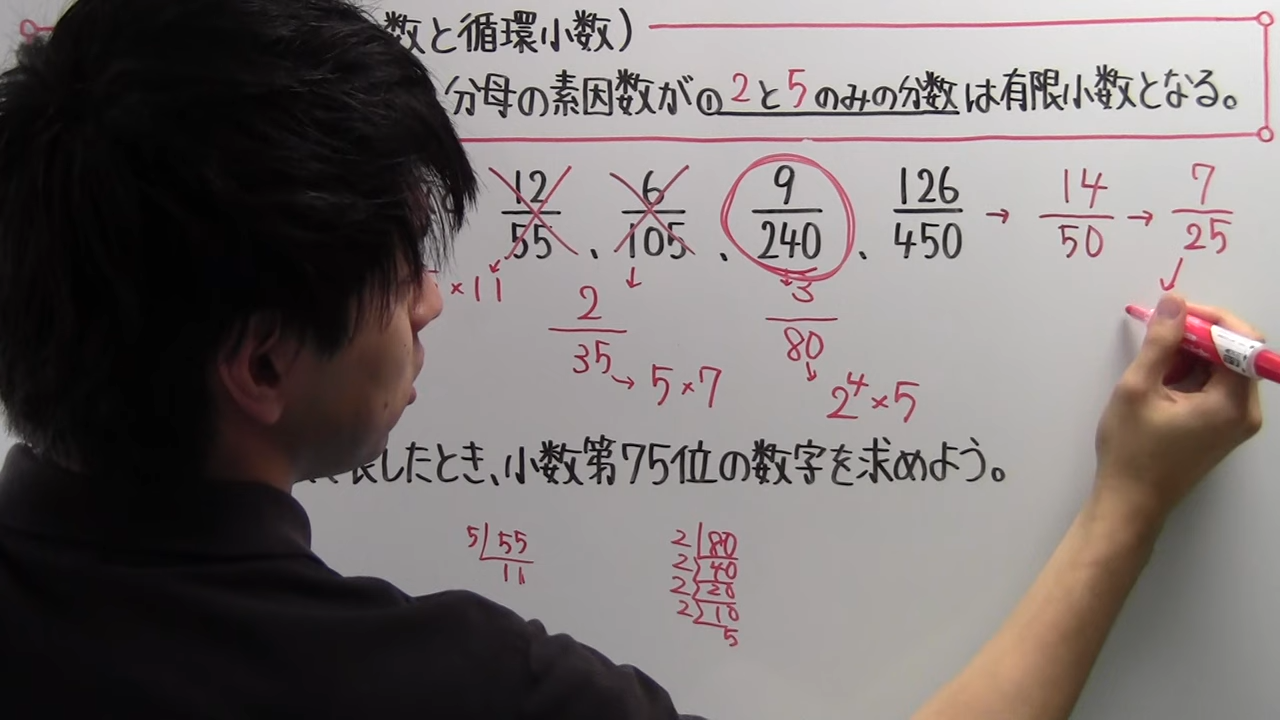 数と循環小数)
分母の素因数が①2と5のみの分数は有限小数となる。
12/55、6/105、9/240、126/450 → 14/50 → 7/25
×11
2/35 → 5×7
3/80
2⁴×5
したとき、小数第75位の数字を求めよう。
5 55
11
2 80
2 40
2 20
2 10
5